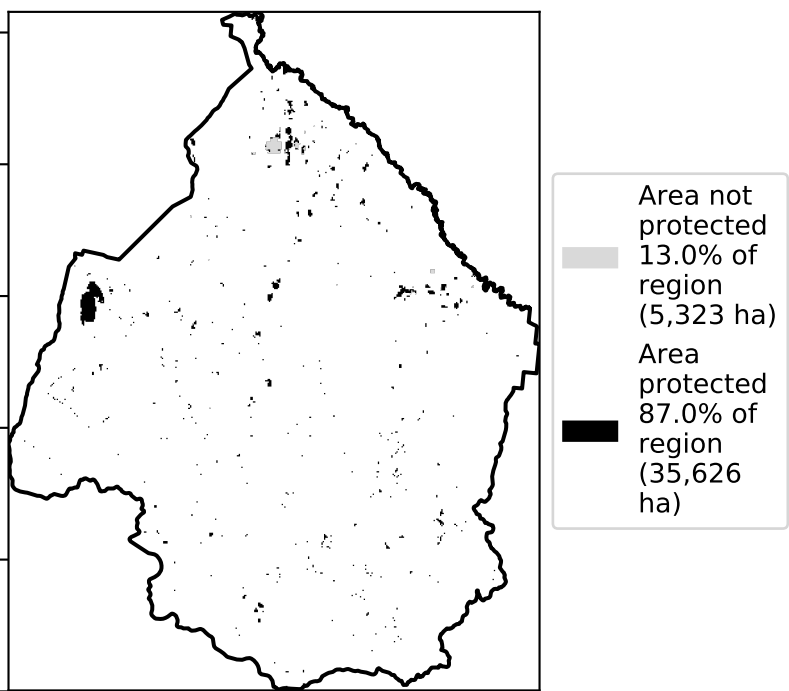 Area not
protected
13.0% of
region
(5,323 ha)
Area
protected
87.0% of
region
(35,626
ha)